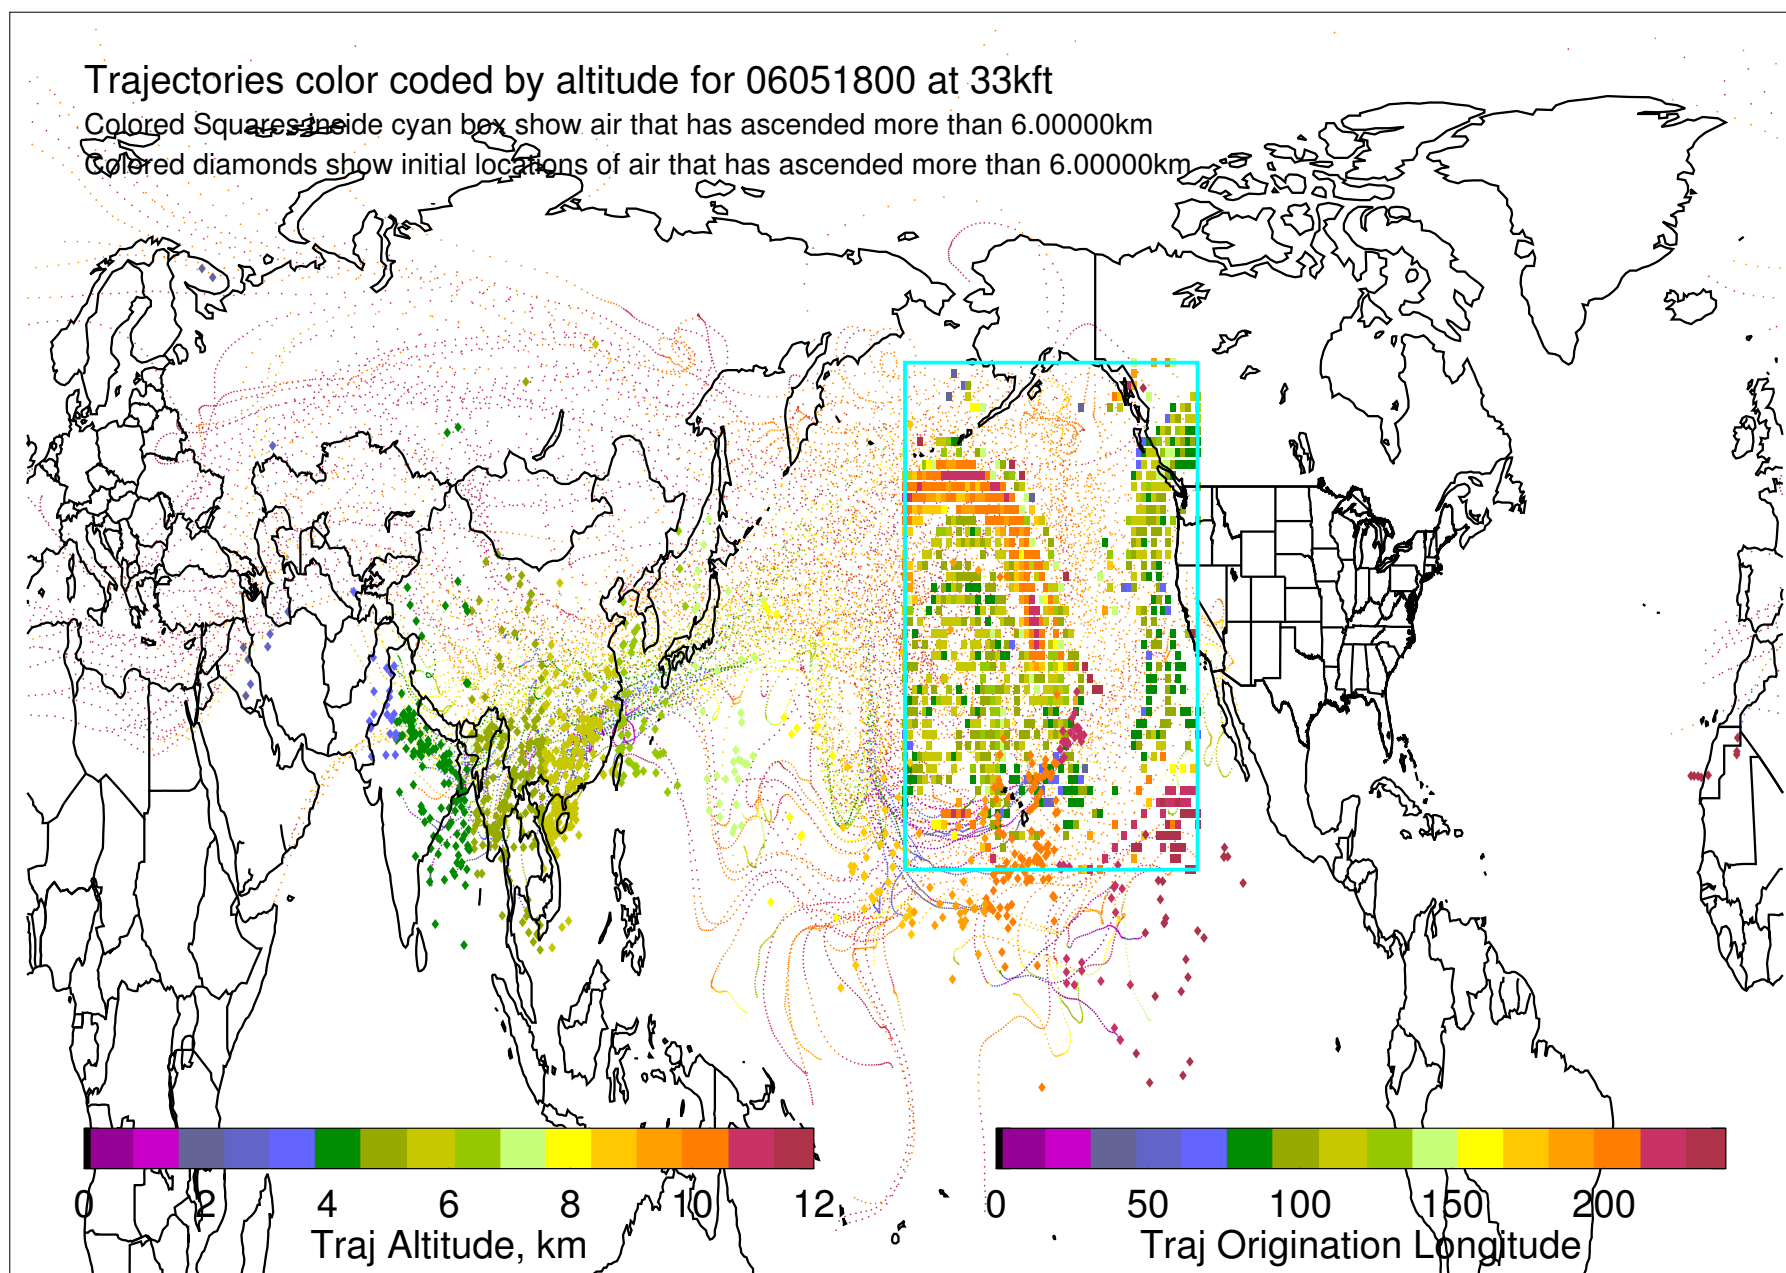 Trajectories color coded by altitude for 06051800 at 33kft
Colored Squares inside cyan box show air that has ascended more than 6.00000km
Colored diamonds show initial locations of air that has ascended more than 6.00000km
0 2 4 6 8 10 12
Traj Altitude, km
0 50 100 150 200
Traj Origination Longitude